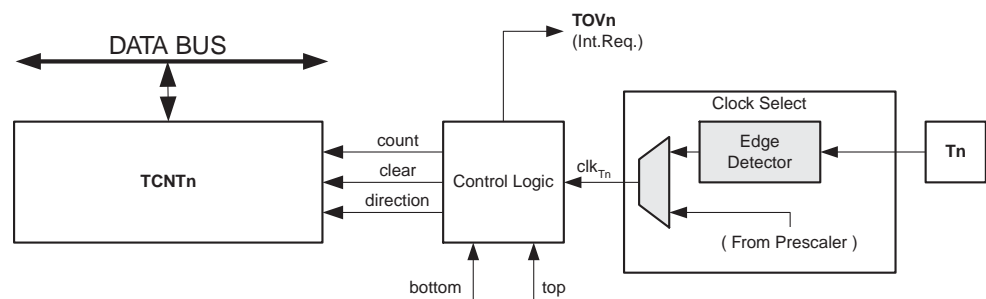 TOVn
(Int.Req.)
DATA BUS
Clock Select
count
Edge
Detector
Tn
TCNTn
clear
Control Logic
clkTn
direction
( From Prescaler )
bottom
top